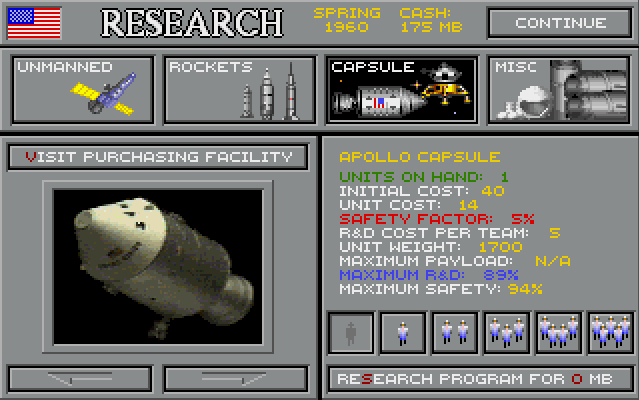 RESEARCH
SPRING 1960
CASH: 175 MB
CONTINUE
UNMANNED
ROCKETS
CAPSULE
MISC
VISIT PURCHASING FACILITY
APOLLO CAPSULE
UNITS ON HAND: 1
INITIAL COST: 40
UNIT COST: 14
SAFETY FACTOR: 5%
R&D COST PER TEAM: 5
UNIT WEIGHT: 1700
MAXIMUM PAYLOAD: N/A
MAXIMUM R&D: 89%
MAXIMUM SAFETY: 94%
RESEARCH PROGRAM FOR 0 MB